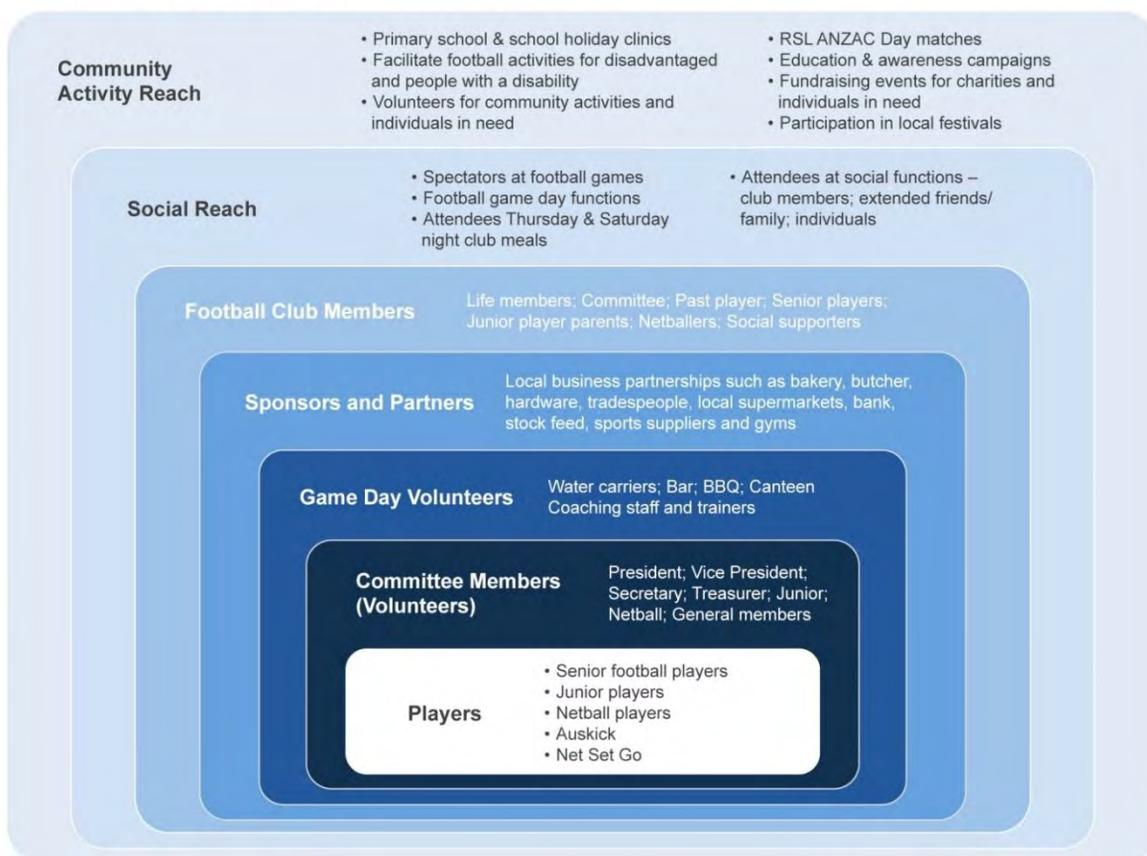 Community
Activity Reach
• Primary school & school holiday clinics
• Facilitate football activities for disadvantaged
and people with a disability
• Volunteers for community activities and
individuals in need
• RSL ANZAC Day matches
• Education & awareness campaigns
• Fundraising events for charities and
individuals in need
• Participation in local festivals
Social Reach
• Spectators at football games
• Football game day functions
• Attendees Thursday & Saturday
night club meals
• Attendees at social functions –
club members; extended friends/
family; individuals
Football Club Members
Life members; Committee; Past player; Senior players;
Junior player parents; Netballers; Social supporters
Sponsors and Partners
Local business partnerships such as bakery, butcher,
hardware, tradespeople, local supermarkets, bank,
stock feed, sports suppliers and gyms
Game Day Volunteers
Water carriers; Bar; BBQ; Canteen
Coaching staff and trainers
Committee Members
(Volunteers)
President; Vice President;
Secretary; Treasurer; Junior;
Netball; General members
Players
• Senior football players
• Junior players
• Netball players
• Auskick
• Net Set Go